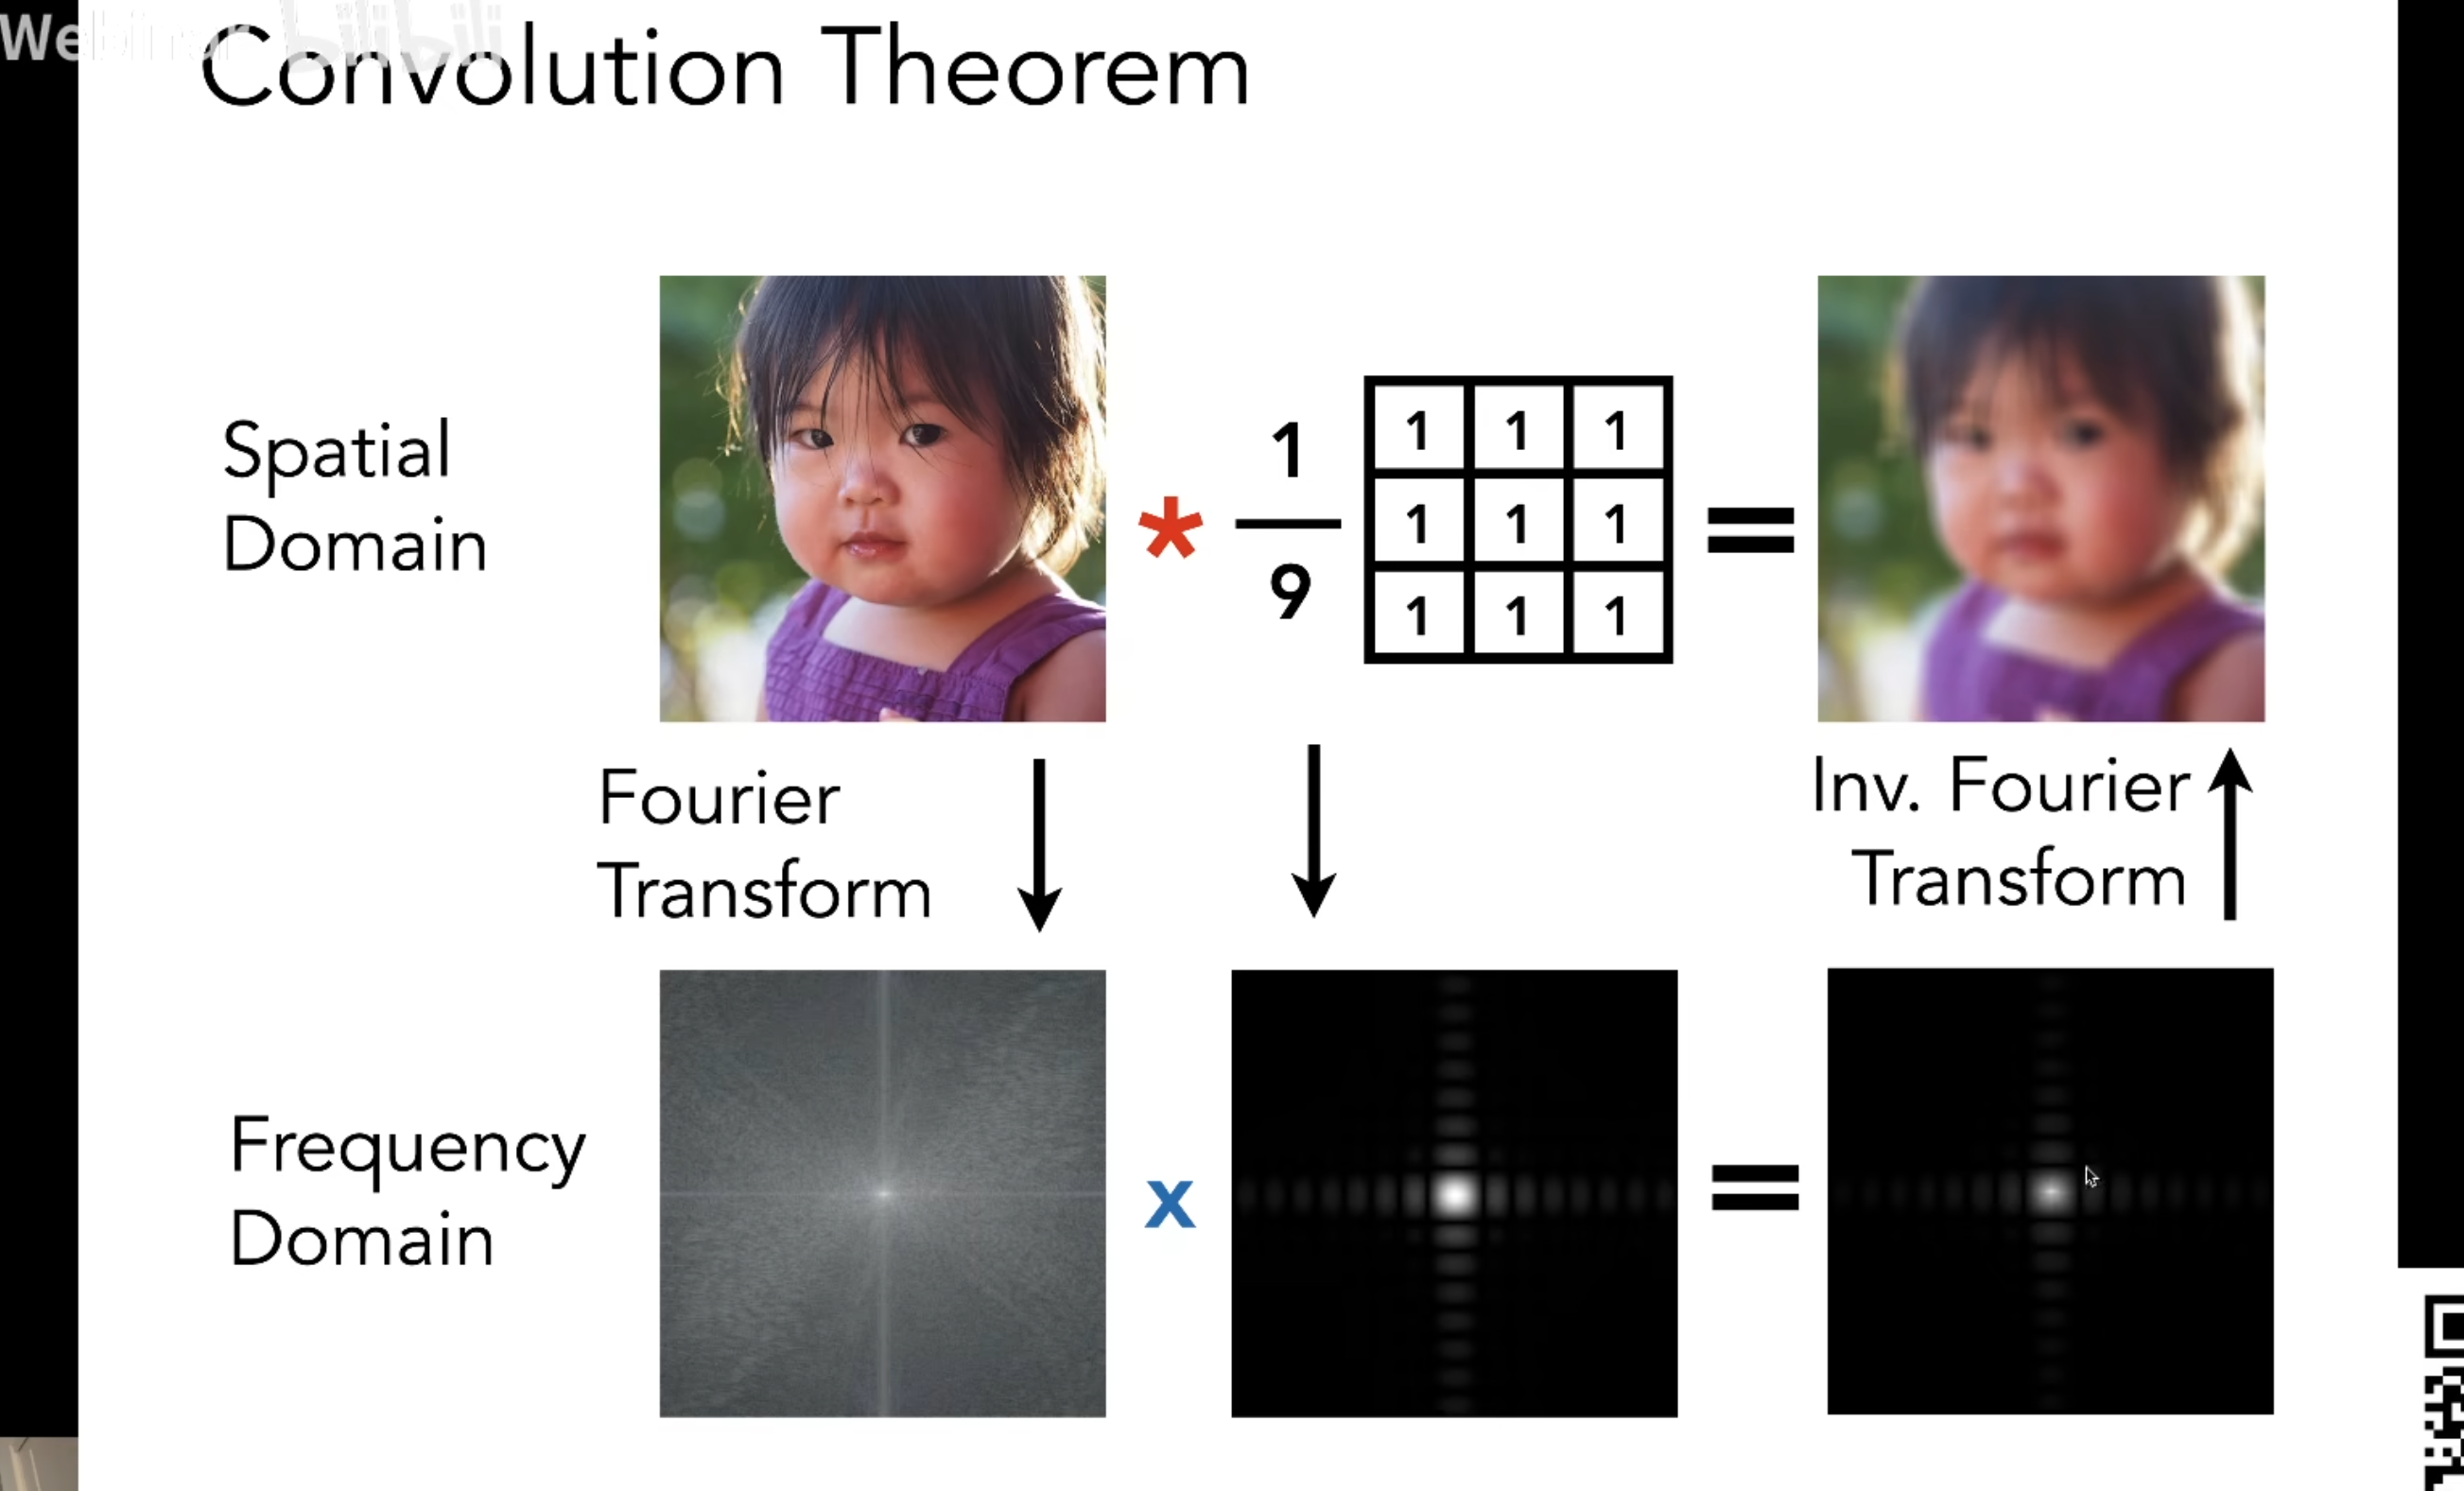 Webinar bilibili
Convolution Theorem
Spatial
Domain
*
1
9
1 1 1
1 1 1
1 1 1
=
Fourier
Transform
Inv. Fourier
Transform
Frequency
Domain
x
=